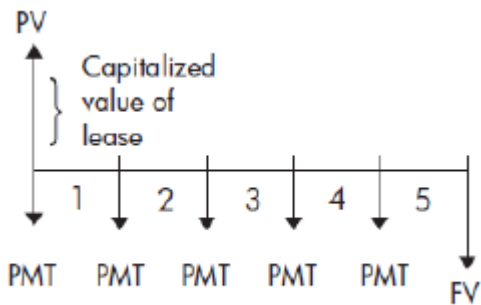 PV
Capitalized
value of
lease
1 2 3 4 5
PMT PMT PMT PMT PMT FV